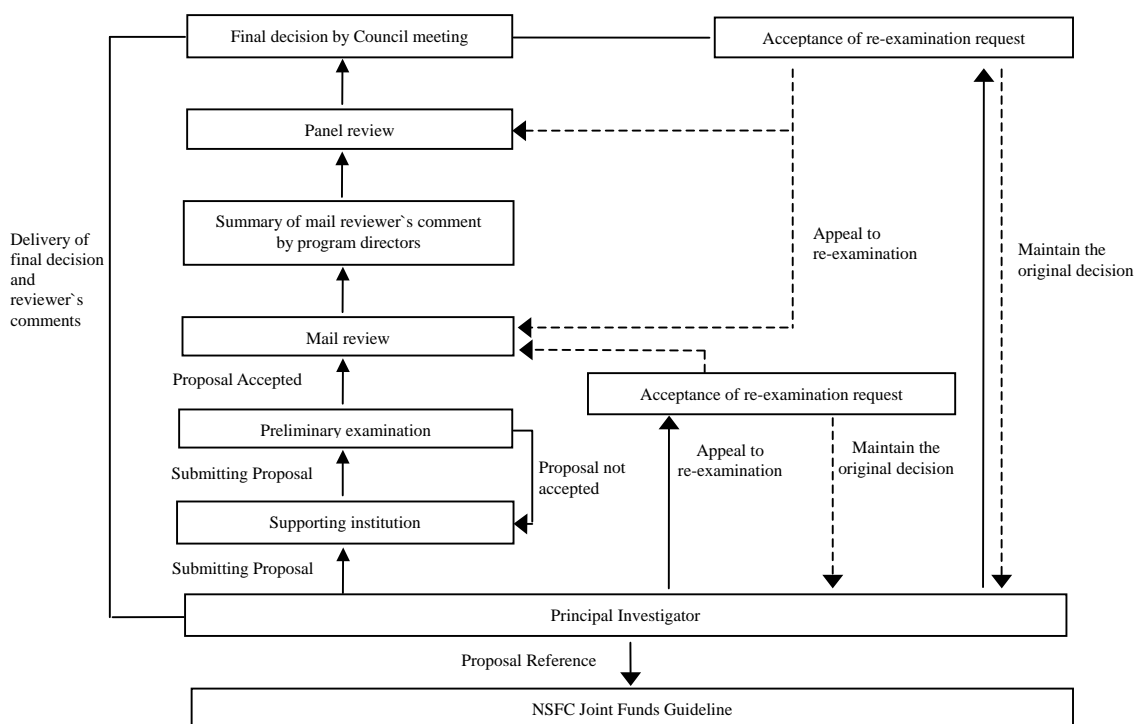 Final decision by Council meeting
Acceptance of re-examination request
Panel review
Summary of mail reviewer`s comment
by program directors
Delivery of
final decision
and
reviewer`s
comments
Appeal to
re-examination
Maintain the
original decision
Mail review
Proposal Accepted
Acceptance of re-examination request
Preliminary examination
Appeal to
re-examination
Maintain the
original decision
Proposal not
accepted
Submitting Proposal
Supporting institution
Submitting Proposal
Principal Investigator
Proposal Reference
NSFC Joint Funds Guideline